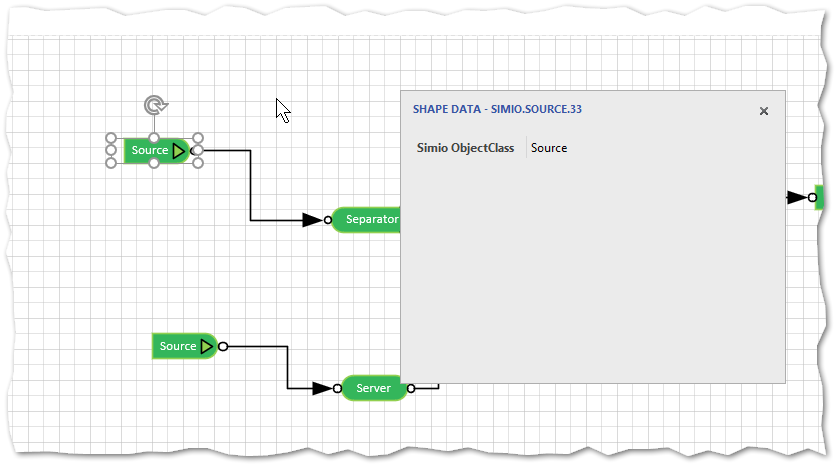 Source
SHAPE DATA - SIMIO.SOURCE.33
Simio ObjectClass Source
Separator
Source
Server